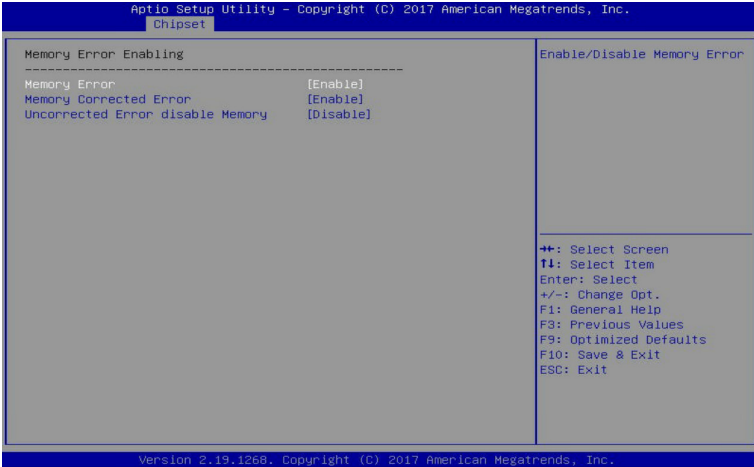 Aptio Setup Utility – Copyright (C) 2017 American Megatrends, Inc.
Chipset
Memory Error Enabling
------------------------------------------------------
Memory Error [Enable]
Memory Corrected Error [Enable]
Uncorrected Error disable Memory [Disable]
Enable/Disable Memory Error
→←: Select Screen
↑↓: Select Item
Enter: Select
+/-: Change Opt.
F1: General Help
F3: Previous Values
F9: Optimized Defaults
F10: Save & Exit
ESC: Exit
Version 2.19.1268. Copyright (C) 2017 American Megatrends, Inc.